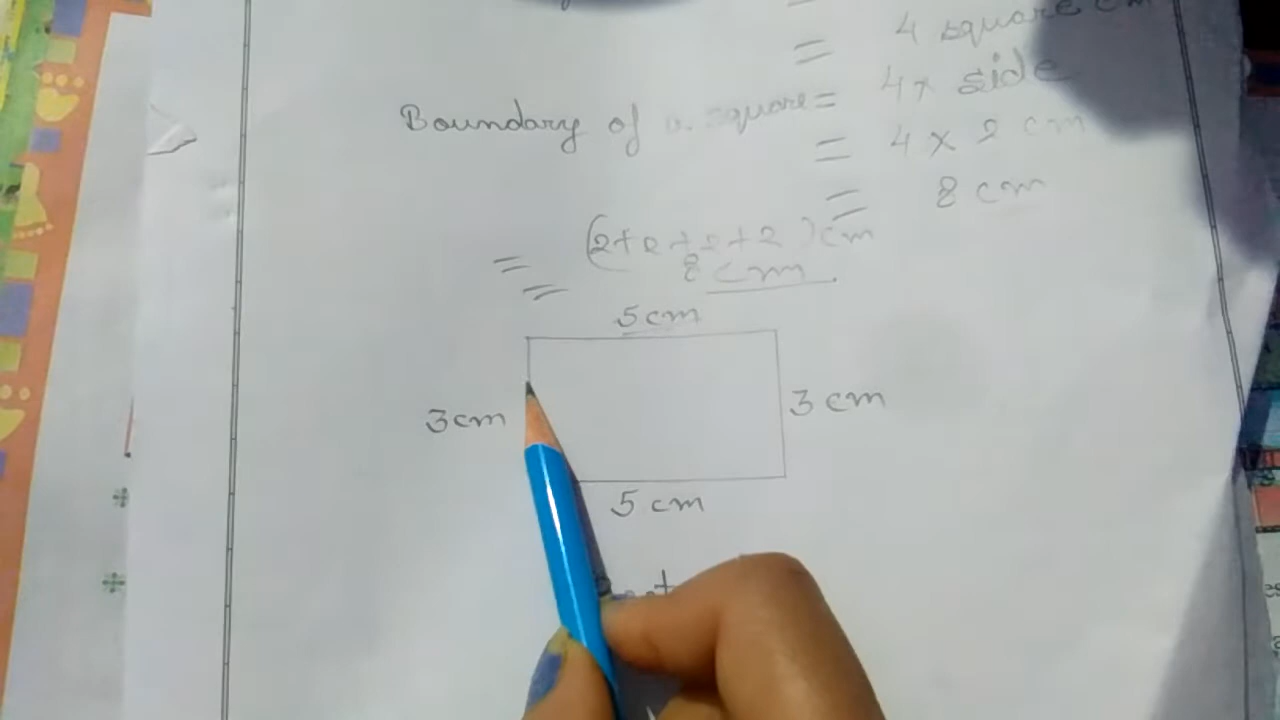 =
= 4 square cm
Boundary of a square = 4 x side
= 4 x 2 cm
= 8 cm
= (2+2+2+2) cm
= 8 cm
5 cm
3 cm
3 cm
5 cm